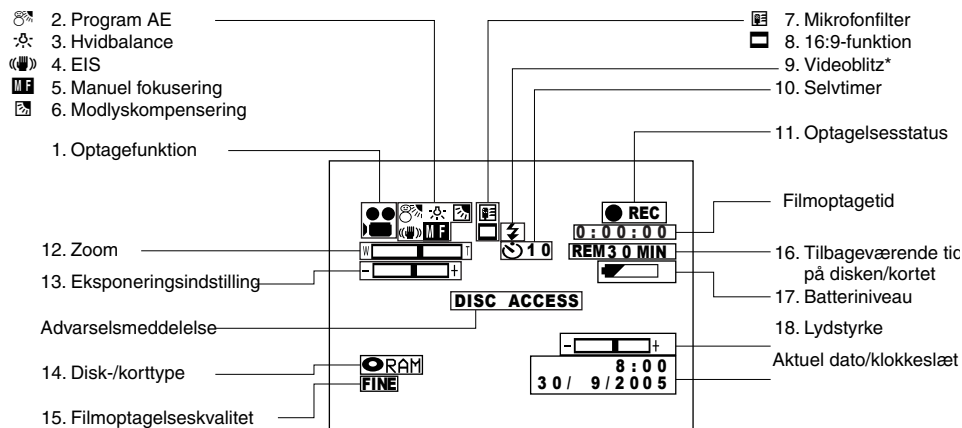 2. Program AE
3. Hvidbalance
4. EIS
MF 5. Manuel fokusering
6. Modlyskompensering
7. Mikrofonfilter
8. 16:9-funktion
9. Videoblitz*
10. Selvtimer
1. Optagefunktion
11. Optagelsesstatus
REC
Filmoptagetid
0:00:00
MF
10
12. Zoom
W T
REM30 MIN
16. Tilbageværende tid
på disken/kortet
13. Eksponeringsindstilling
- +
17. Batteriniveau
DISC ACCESS
Advarselsmeddelelse
18. Lydstyrke
- +
14. Disk-/korttype
RAM
8:00
Aktuel dato/klokkeslæt
FINE
30/ 9/2005
15. Filmoptagelseskvalitet